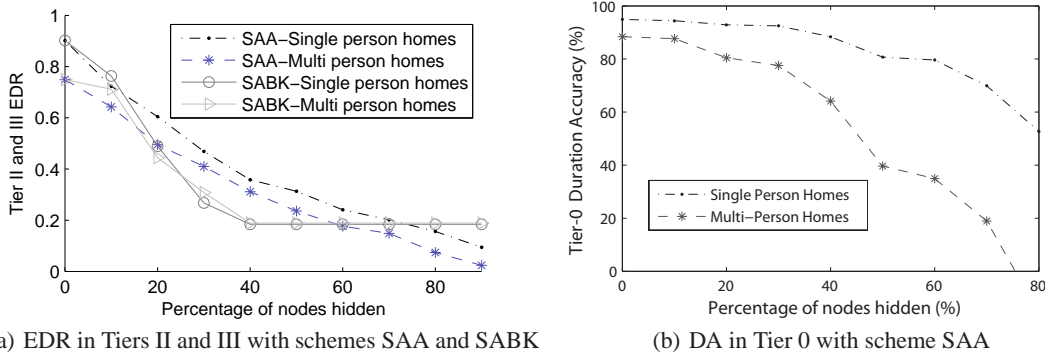 1
0.8
0.6
0.4
0.2
0
Tier II and III EDR
SAA−Single person homes
SAA−Multi person homes
SABK−Single person homes
SABK−Multi person homes
0 20 40 60 80
Percentage of nodes hidden
a) EDR in Tiers II and III with schemes SAA and SABK
100
80
60
40
20
0
Tier-0 Duration Accuracy (%)
Single Person Homes
Multi−Person Homes
0 10 20 30 40 50 60 70 80
Percentage of nodes hidden (%)
(b) DA in Tier 0 with scheme SAA